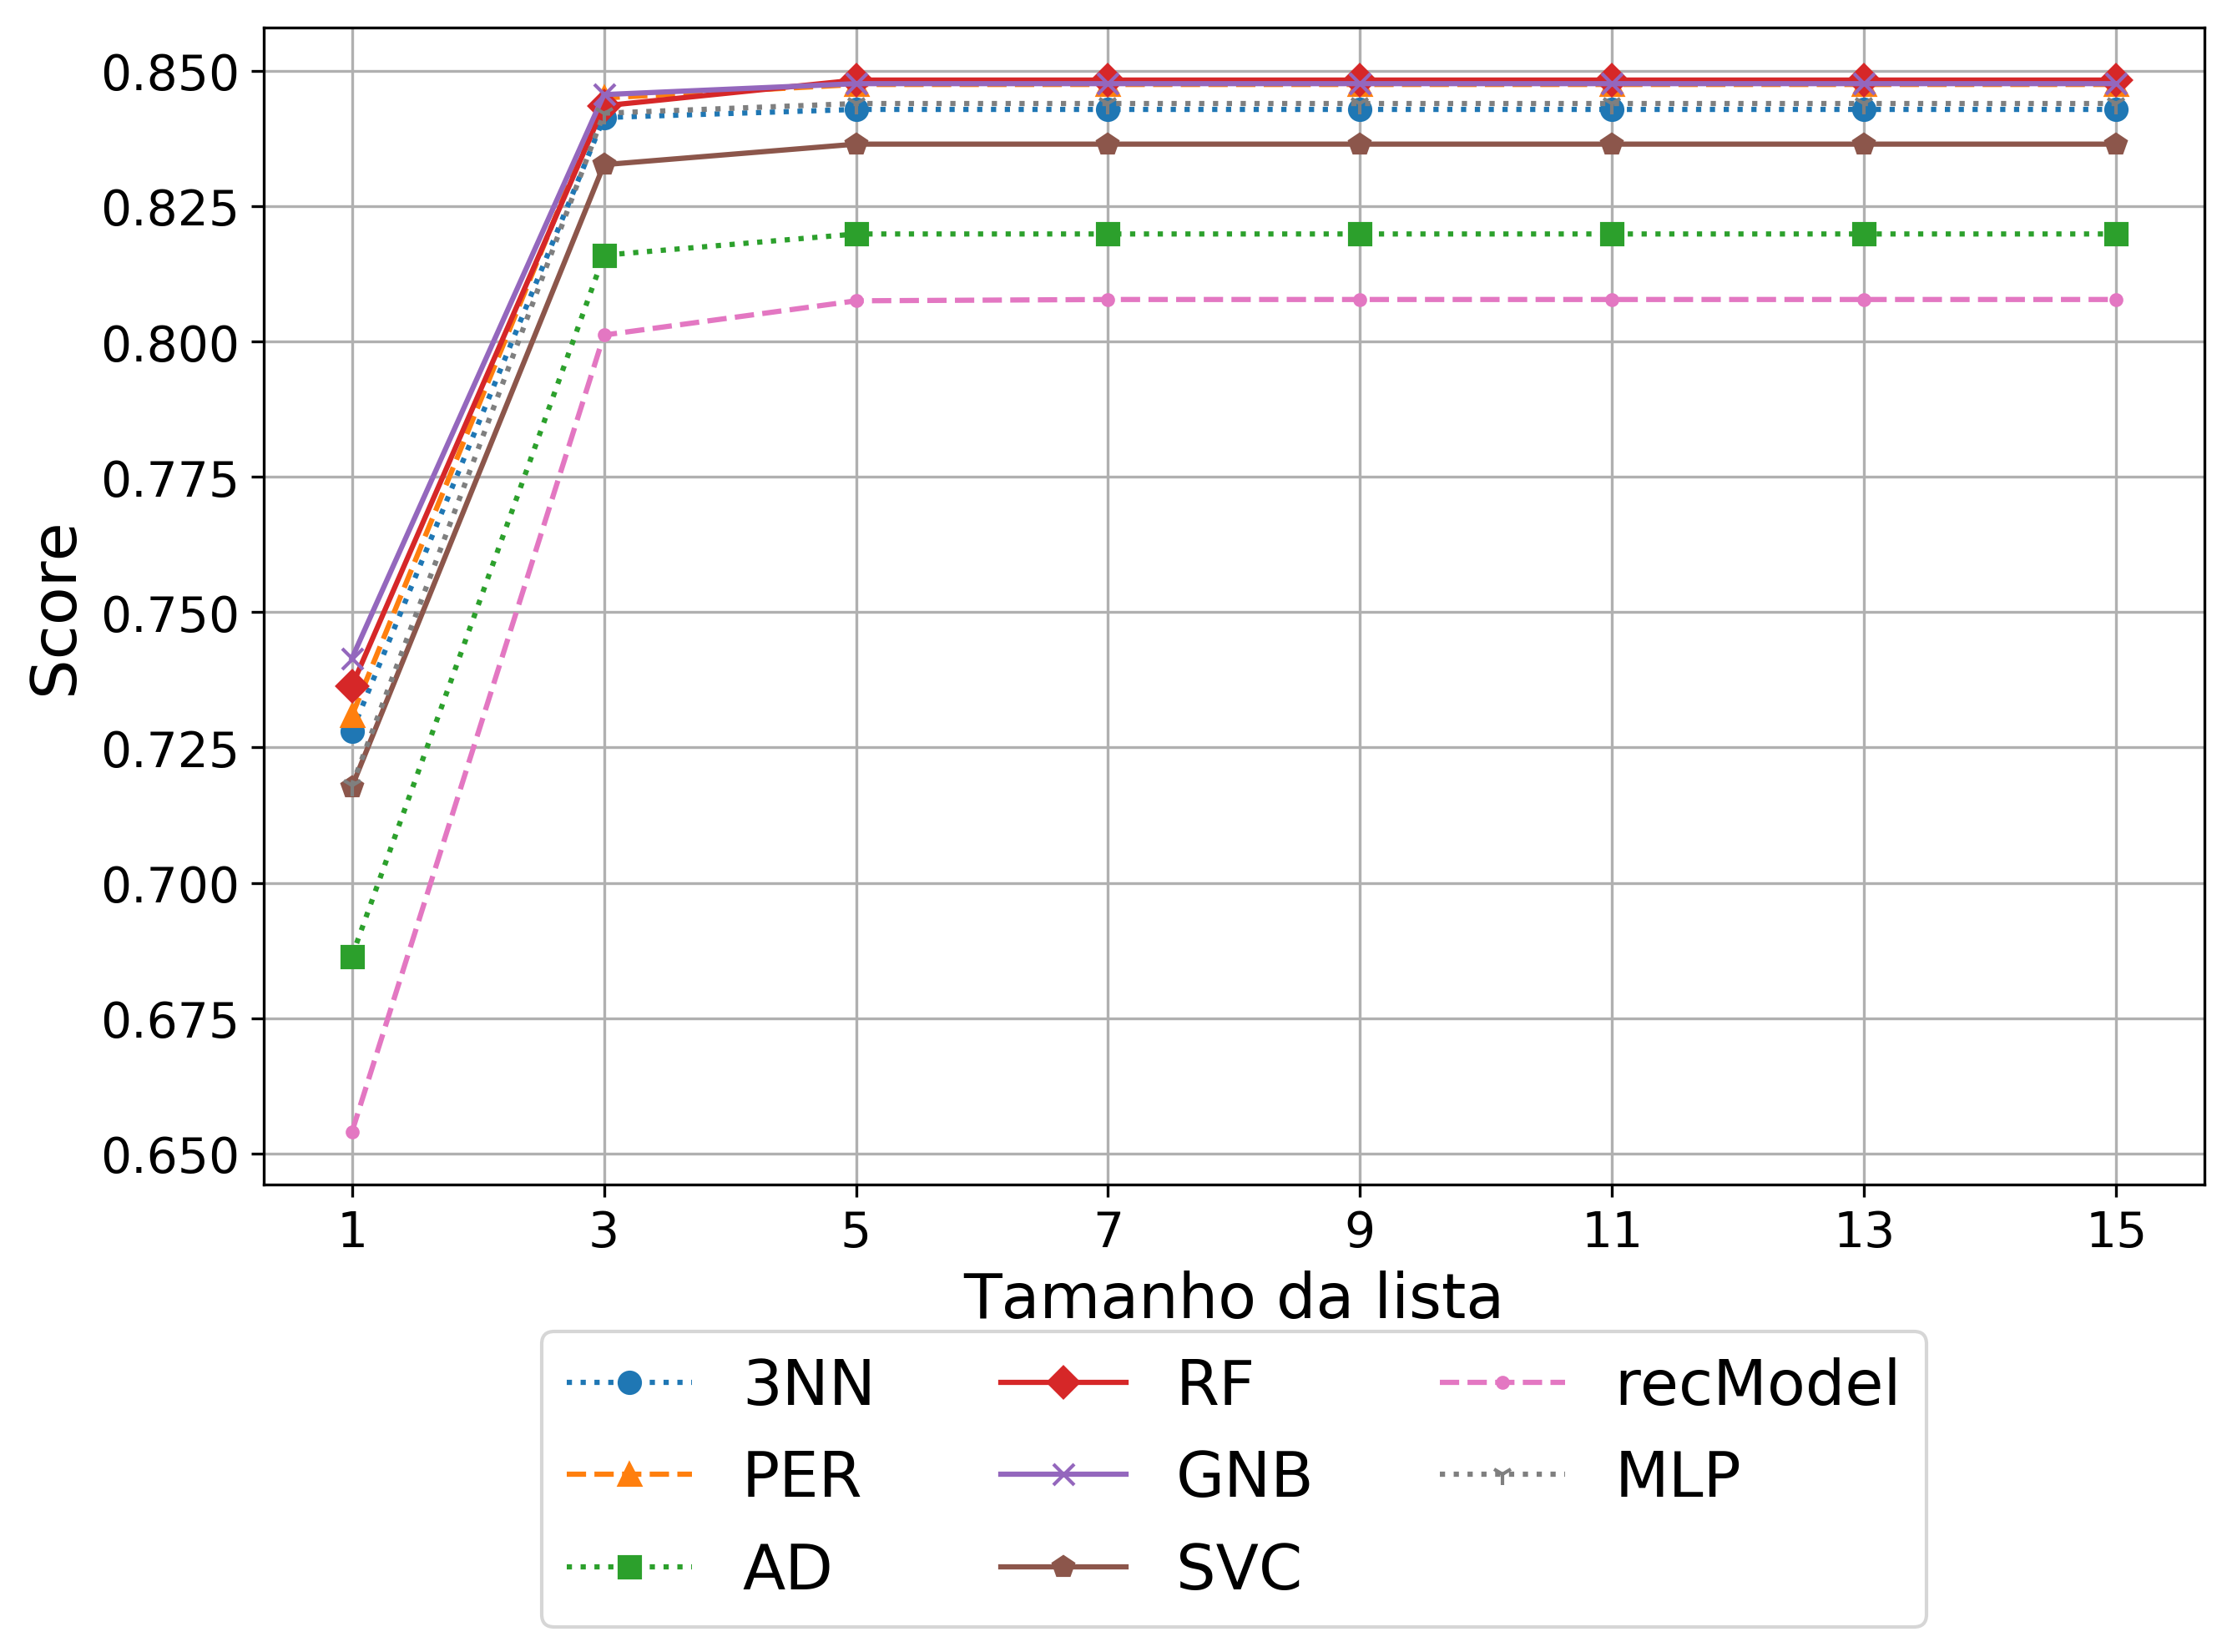 0.850
0.825
0.800
0.775
0.750
0.725
0.700
0.675
0.650
Score
1 3 5 7 9 11 13 15
Tamanho da lista
3NN RF recModel
PER GNB MLP
AD SVC